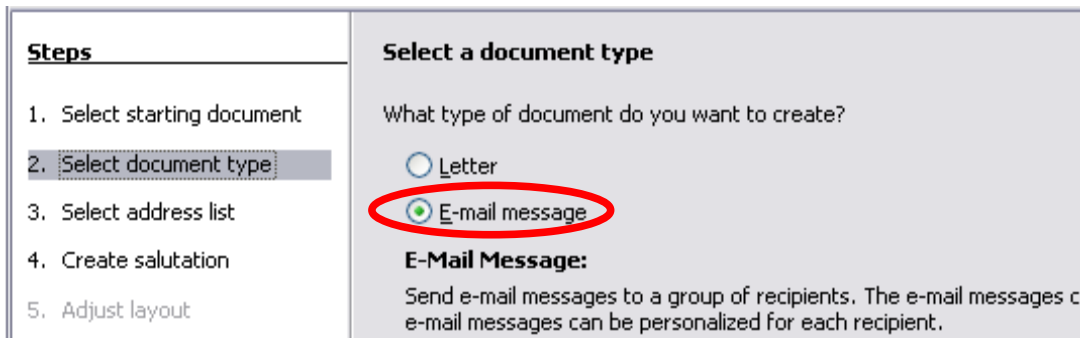 Steps
1. Select starting document
2. Select document type
3. Select address list
4. Create salutation
5. Adjust layout
Select a document type
What type of document do you want to create?
Letter
E-mail message
E-Mail Message:
Send e-mail messages to a group of recipients. The e-mail messages c
e-mail messages can be personalized for each recipient.